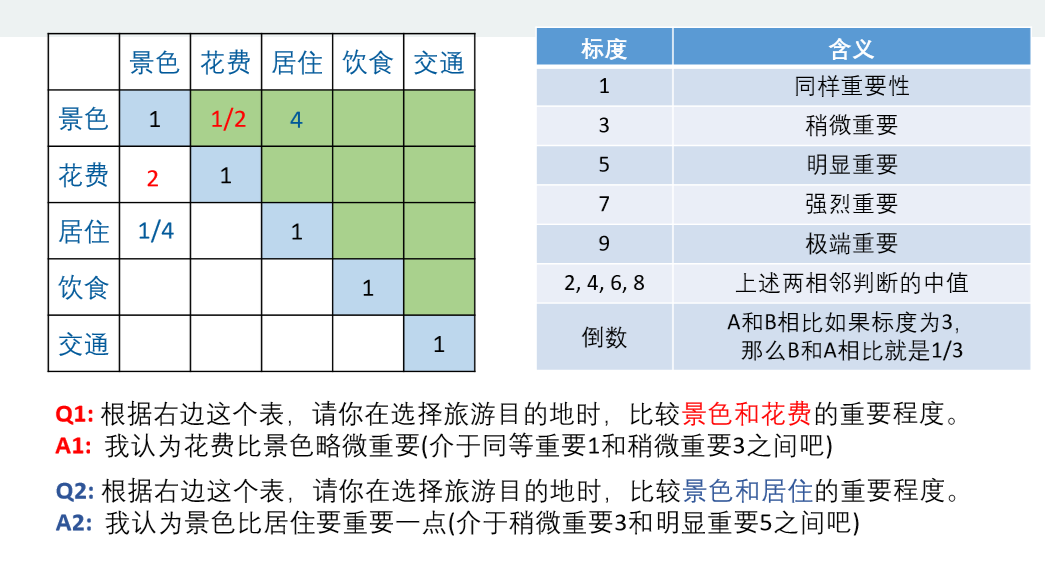 景色 花费 居住 饮食 交通
景色 1 1/2 4
花费 2 1
居住 1/4 1
饮食 1
交通 1
标度 含义
1 同样重要性
3 稍微重要
5 明显重要
7 强烈重要
9 极端重要
2, 4, 6, 8 上述两相邻判断的中值
倒数 A和B相比如果标度为3,
那么B和A相比就是1/3
Q1: 根据右边这个表，请你在选择旅游目的地时，比较景色和花费的重要程度。
A1: 我认为花费比景色略微重要(介于同等重要1和稍微重要3之间吧)
Q2: 根据右边这个表，请你在选择旅游目的地时，比较景色和居住的重要程度。
A2: 我认为景色比居住要重要一点(介于稍微重要3和明显重要5之间吧)